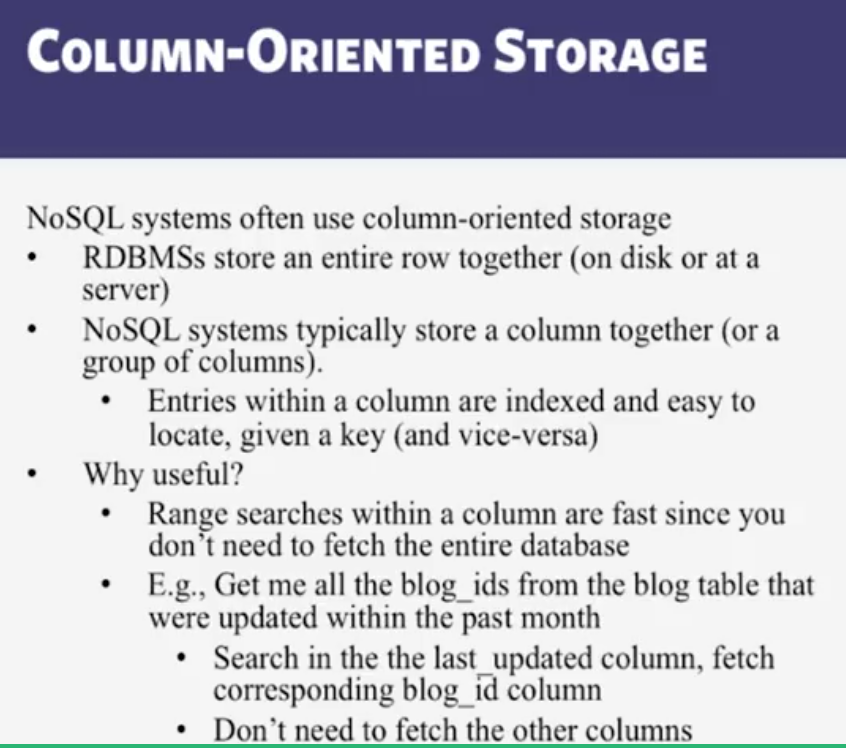 COLUMN-ORIENTED STORAGE
NoSQL systems often use column-oriented storage
• RDBMSs store an entire row together (on disk or at a
server)
• NoSQL systems typically store a column together (or a
group of columns).
• Entries within a column are indexed and easy to
locate, given a key (and vice-versa)
• Why useful?
• Range searches within a column are fast since you
don't need to fetch the entire database
• E.g., Get me all the blog_ids from the blog table that
were updated within the past month
• Search in the the last_updated column, fetch
corresponding blog_id column
• Don't need to fetch the other columns